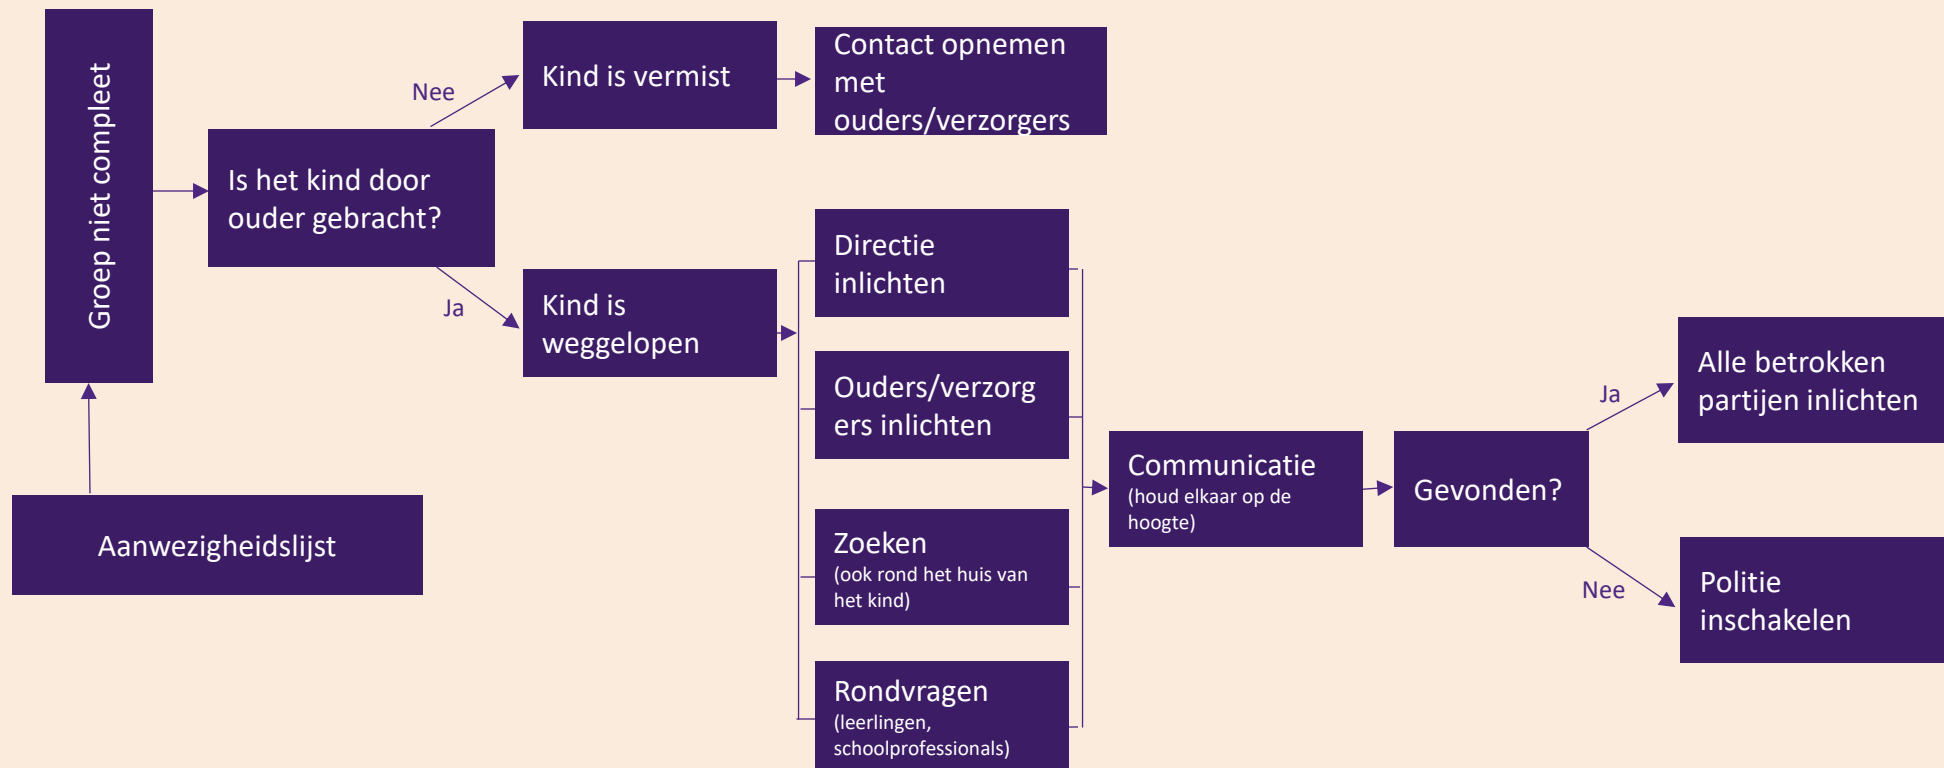 Groep niet compleet
Aanwezigheidslijst
Is het kind door
ouder gebracht?
Nee
Kind is vermist
Contact opnemen
met
ouders/verzorgers
Ja
Kind is
weggelopen
Directie
inlichten
Ouders/verzorg
ers inlichten
Zoeken
(ook rond het huis van
het kind)
Rondvragen
(leerlingen,
schoolprofessionals)
Communicatie
(houd elkaar op de
hoogte)
Gevonden?
Ja
Alle betrokken
partijen inlichten
Nee
Politie
inschakelen